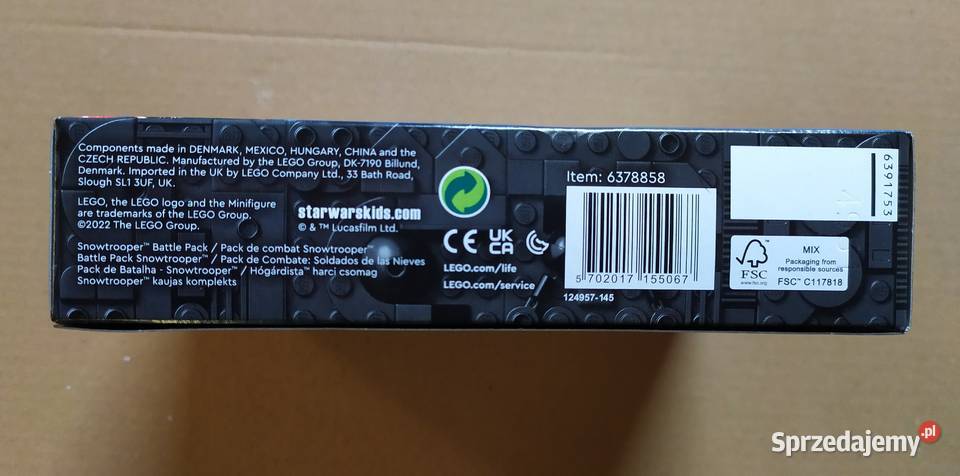 Components made in DENMARK, MEXICO, HUNGARY, CHINA and the
CZECH REPUBLIC. Manufactured by the LEGO Group, DK-7190 Billund,
Denmark. Imported in the UK by LEGO Company Ltd., 33 Bath Road,
Slough SL1 3UF, UK.
LEGO, the LEGO logo and the Minifigure
are trademarks of the LEGO Group.
©2022 The LEGO Group.
Snowtrooper™ Battle Pack / Pack de combat Snowtrooper™
Battle Pack Snowtrooper™ / Pack de Combate: Soldados de las Nieves
Pack de Batalha - Snowtrooper™ / Hógárdista™ harci csomag
Snowtrooper™ kaujas komplekts
starwarskids.com
© & ™ Lucasfilm Ltd.
CE UK CA
LEGO.com/life
LEGO.com/service
Item: 6378858
5 702017 155067
124957-145
6391753
FSC
www.fsc.org
MIX
Packaging from
responsible sources
FSC™ C117818
Sprzedajemy.pl